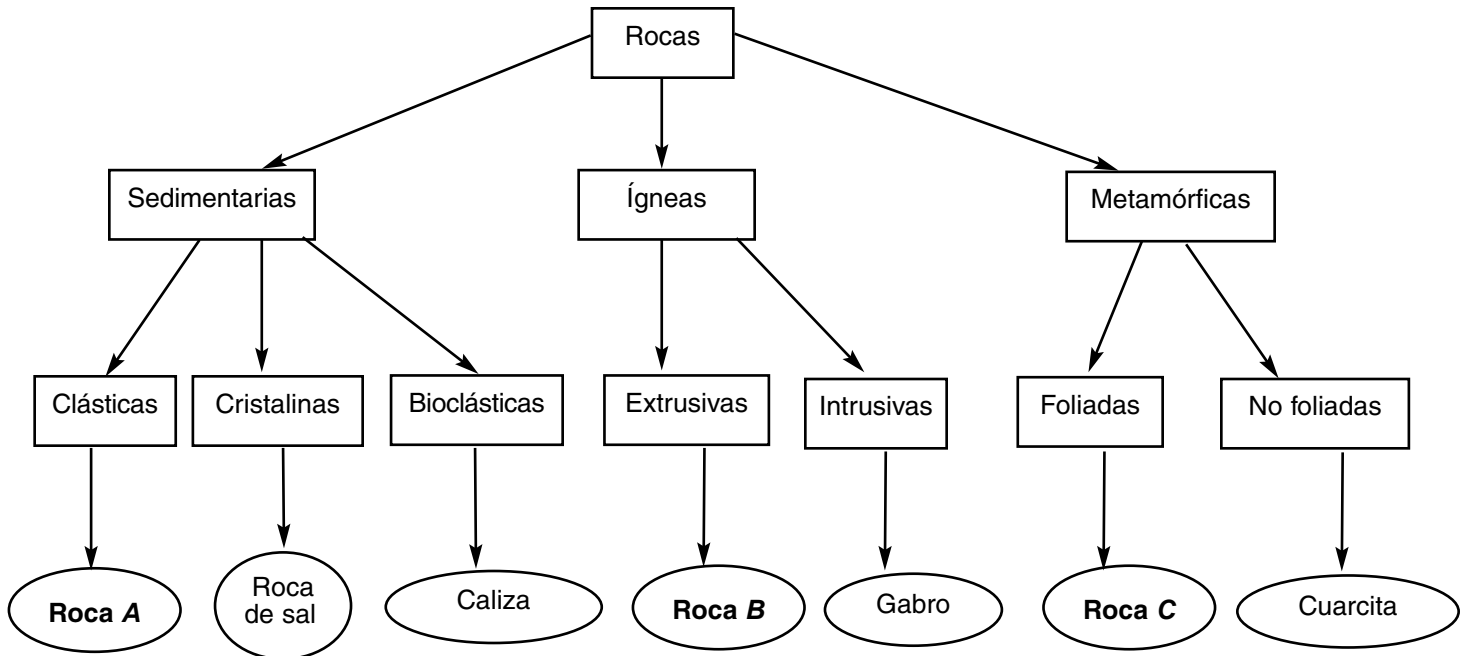 Rocas
Sedimentarias
Ígneas
Metamórficas
Clásticas
Cristalinas
Bioclásticas
Extrusivas
Intrusivas
Foliadas
No foliadas
Roca A
Roca
de sal
Caliza
Roca B
Gabro
Roca C
Cuarcita